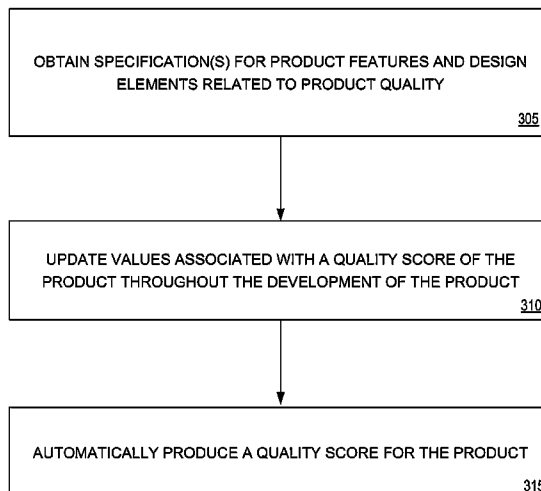 OBTAIN SPECIFICATION(S) FOR PRODUCT FEATURES AND DESIGN
ELEMENTS RELATED TO PRODUCT QUALITY
305
UPDATE VALUES ASSOCIATED WITH A QUALITY SCORE OF THE
PRODUCT THROUGHOUT THE DEVELOPMENT OF THE PRODUCT
310
AUTOMATICALLY PRODUCE A QUALITY SCORE FOR THE PRODUCT
315